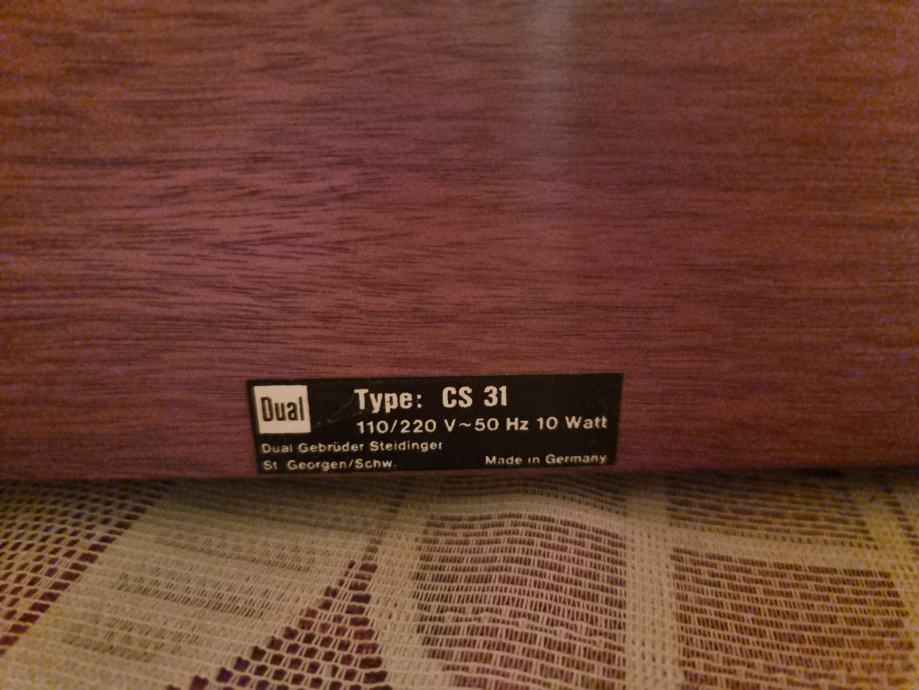 Dual
Type: CS 31
110/220 V~50 Hz 10 Watt
Dual Gebrüder Steidinger
St. Georgen/Schw.
Made in Germany